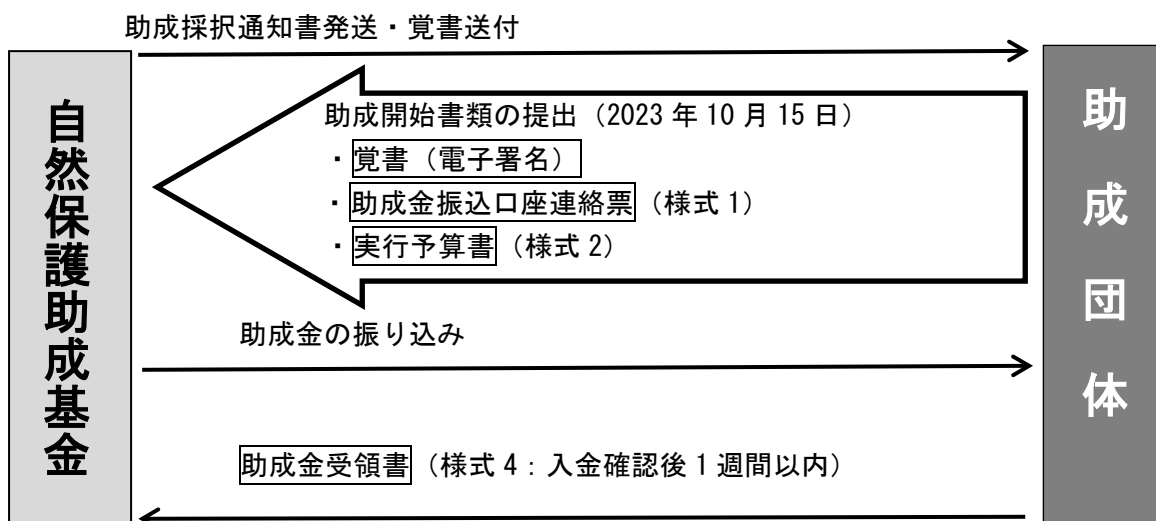 助成採択通知書発送・覚書送付
自然保護助成基金
助成団体
助成開始書類の提出（2023 年 10 月 15 日）
・覚書（電子署名）
・助成金振込口座連絡票（様式 1）
・実行予算書（様式 2）
助成金の振り込み
助成金受領書（様式 4：入金確認後 1 週間以内）